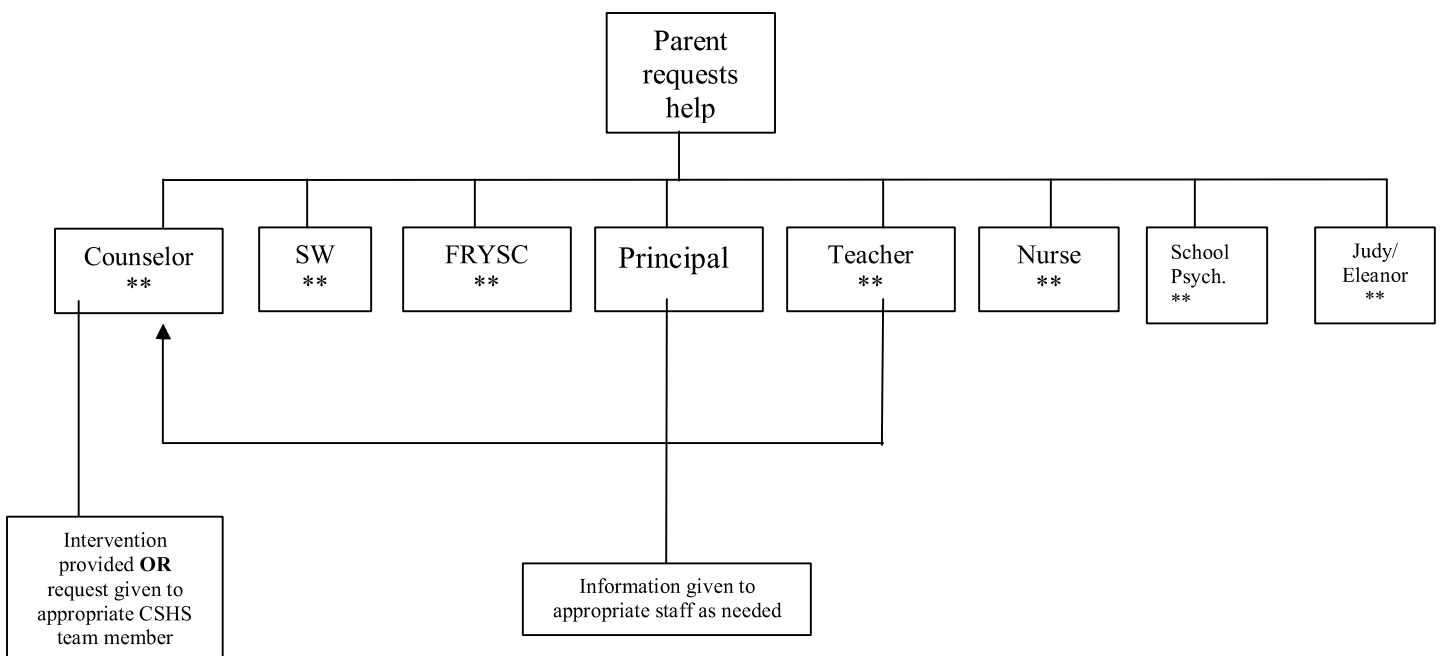 Parent
requests
help
Counselor
**
SW
**
FRYSC
**
Principal
Teacher
**
Nurse
**
School
Psych.
**
Judy/
Eleanor
**
Intervention
provided OR
request given to
appropriate CSHS
team member
Information given to
appropriate staff as needed